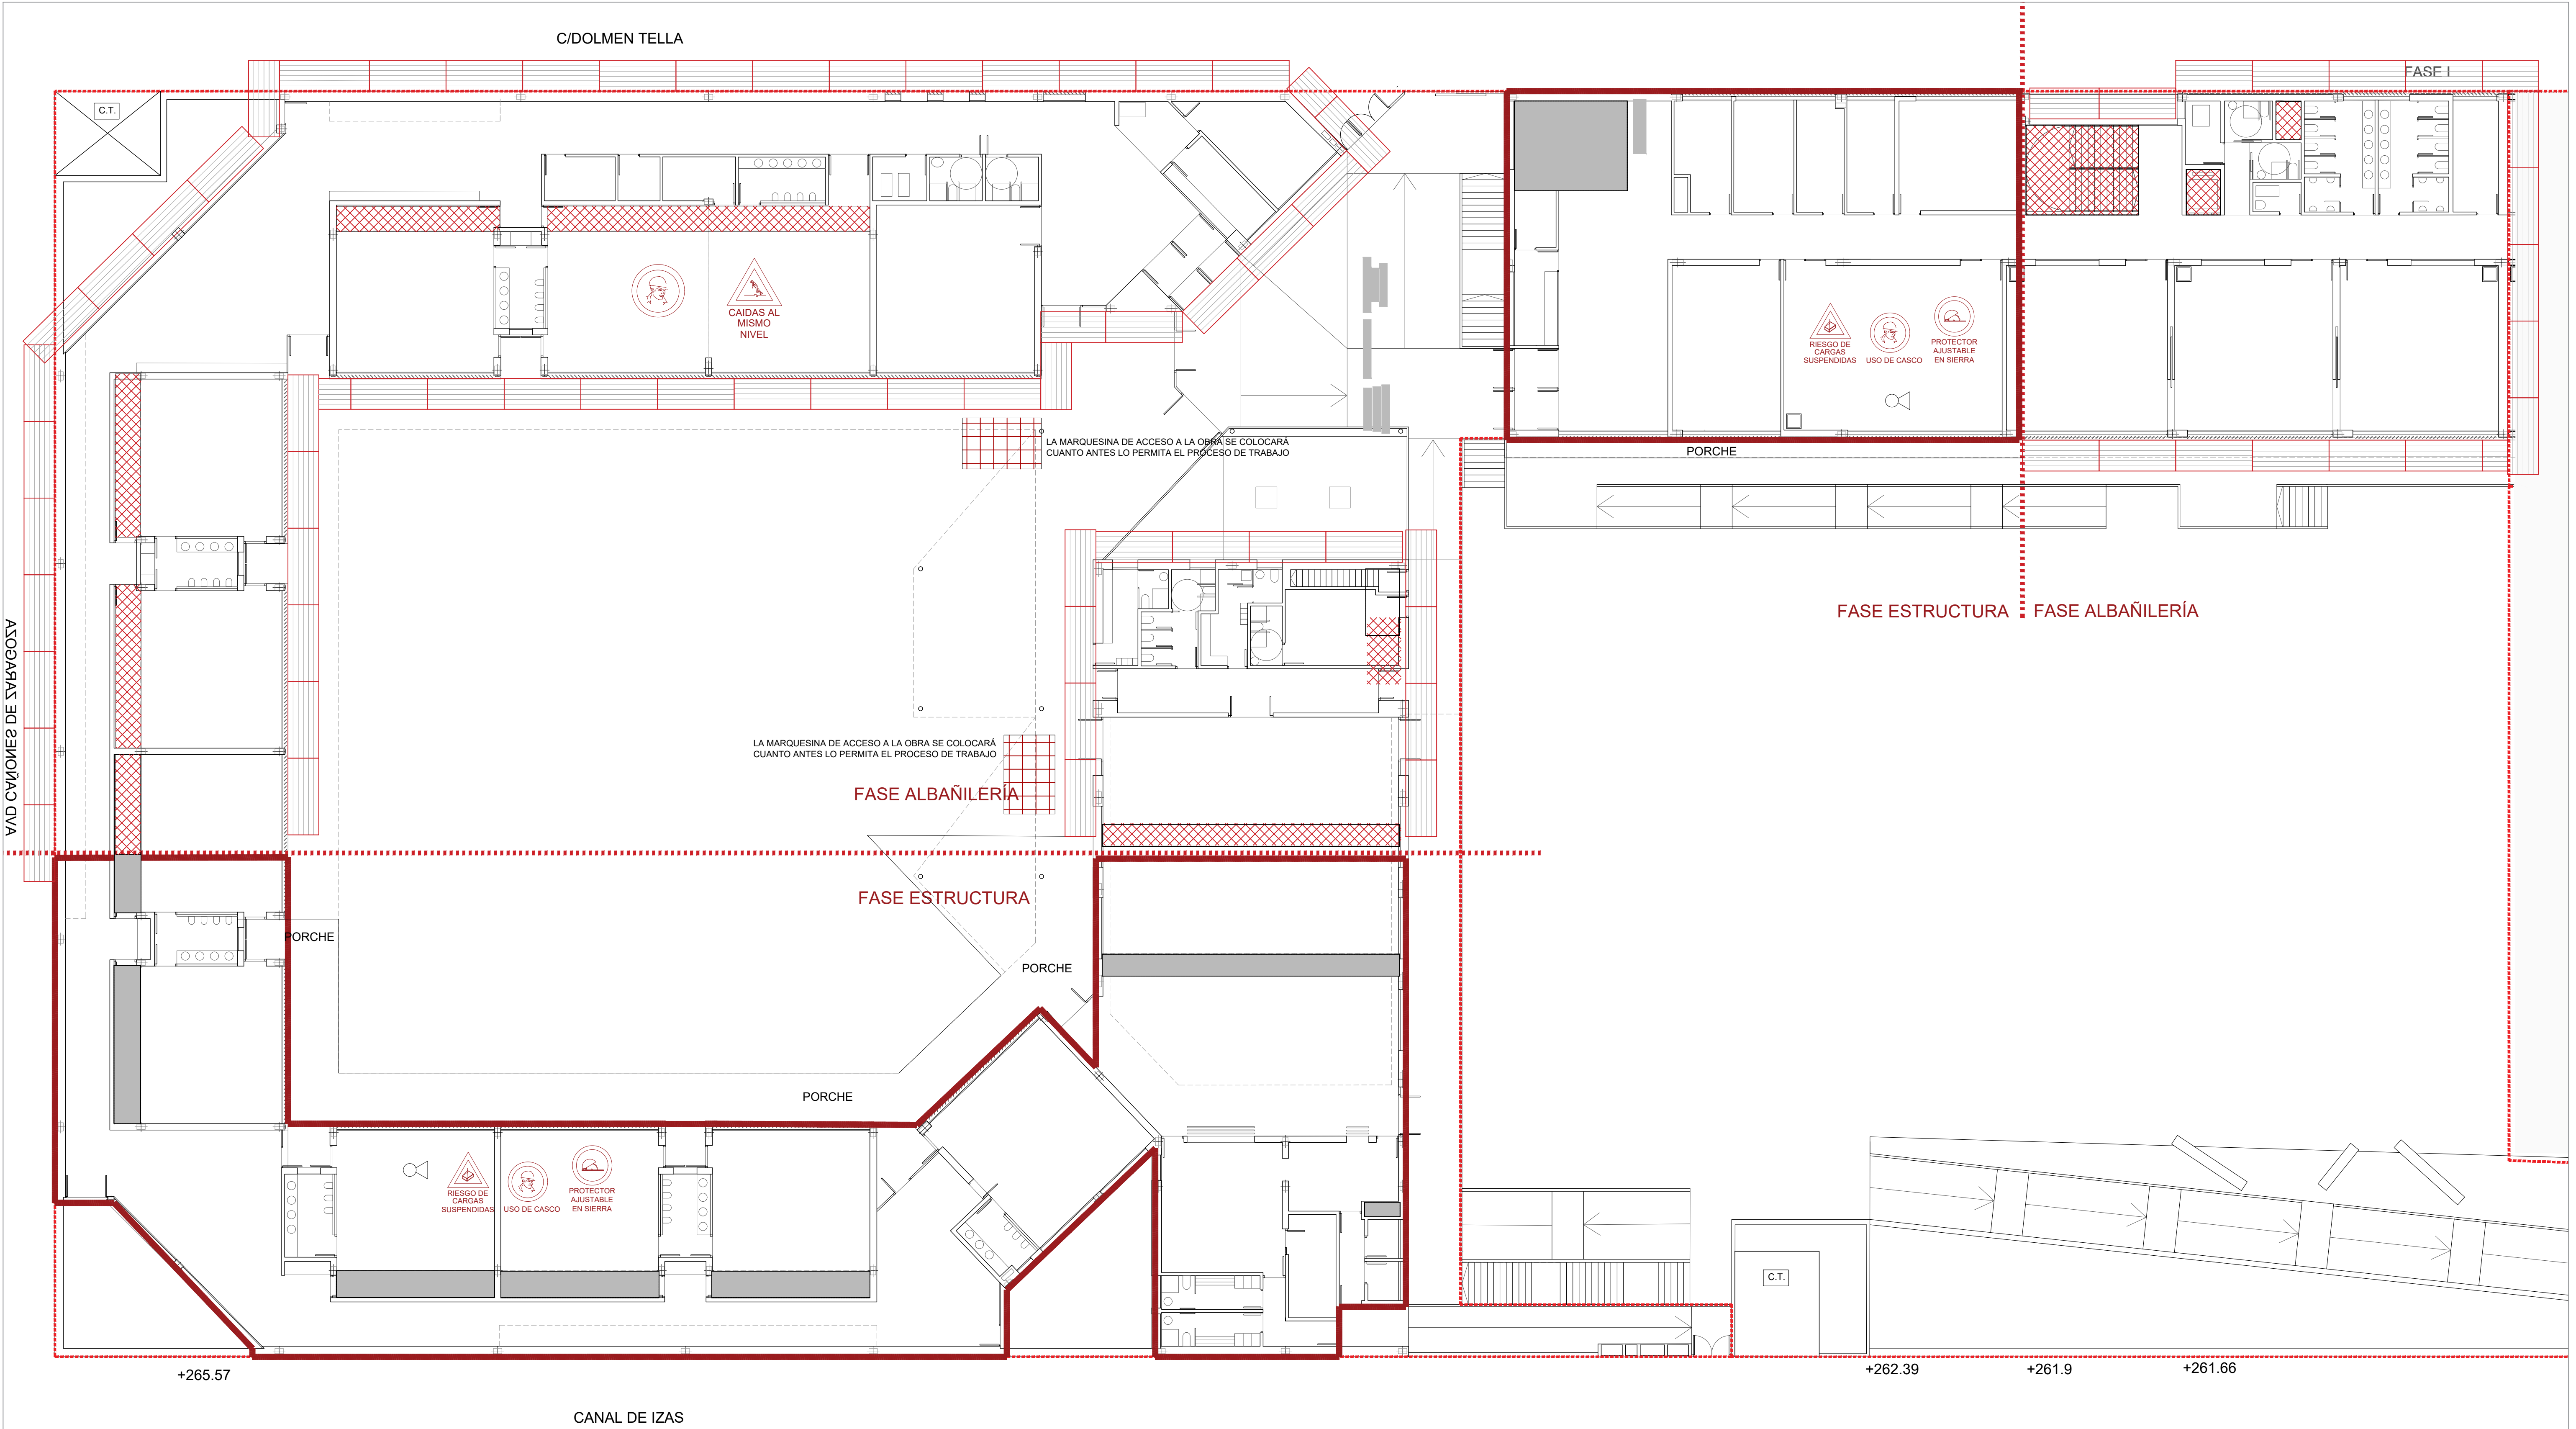 C/DOLMEN TELLA
FASE I
C.T.
CAIDAS AL
MISMO
NIVEL
RIESGO DE
CARGAS
SUSPENDIDAS
USO DE CASCO
PROTECTOR
AJUSTABLE
EN SIERRA
LA MARQUESINA DE ACCESO A LA OBRA SE COLOCARÁ
CUANTO ANTES LO PERMITA EL PROCESO DE TRABAJO
PORCHE
FASE ESTRUCTURA
FASE ALBAÑILERÍA
AVD CAÑONES DE ZARAGOZA
LA MARQUESINA DE ACCESO A LA OBRA SE COLOCARÁ
CUANTO ANTES LO PERMITA EL PROCESO DE TRABAJO
FASE ALBAÑILERÍA
FASE ESTRUCTURA
PORCHE
PORCHE
PORCHE
RIESGO DE
CARGAS
SUSPENDIDAS
USO DE CASCO
PROTECTOR
AJUSTABLE
EN SIERRA
C.T.
+265.57
+262.39
+261.9
+261.66
CANAL DE IZAS